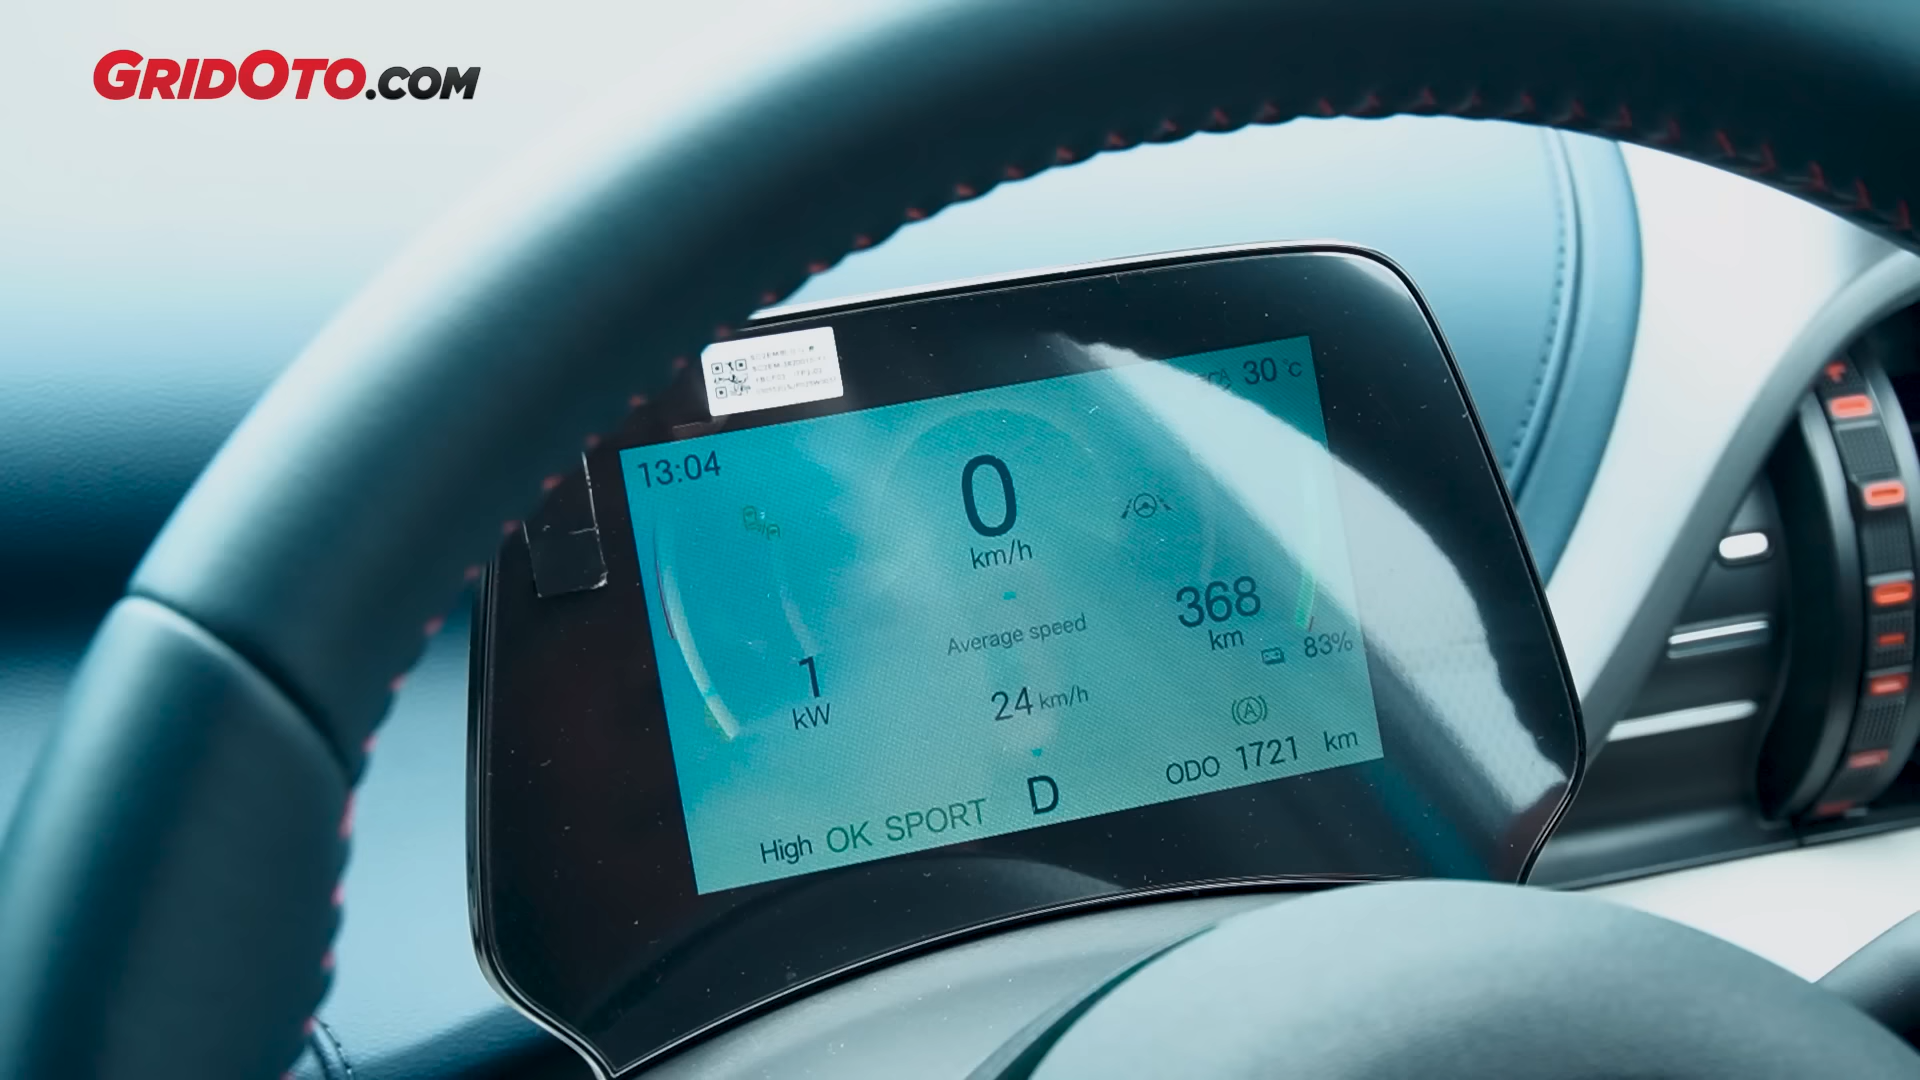 GRIDOTO.COM
30 °C
13:04
0
km/h
368
km
Average speed
83%
1
kW
24 km/h
(A)
ODO 1721 km
High OK SPORT D